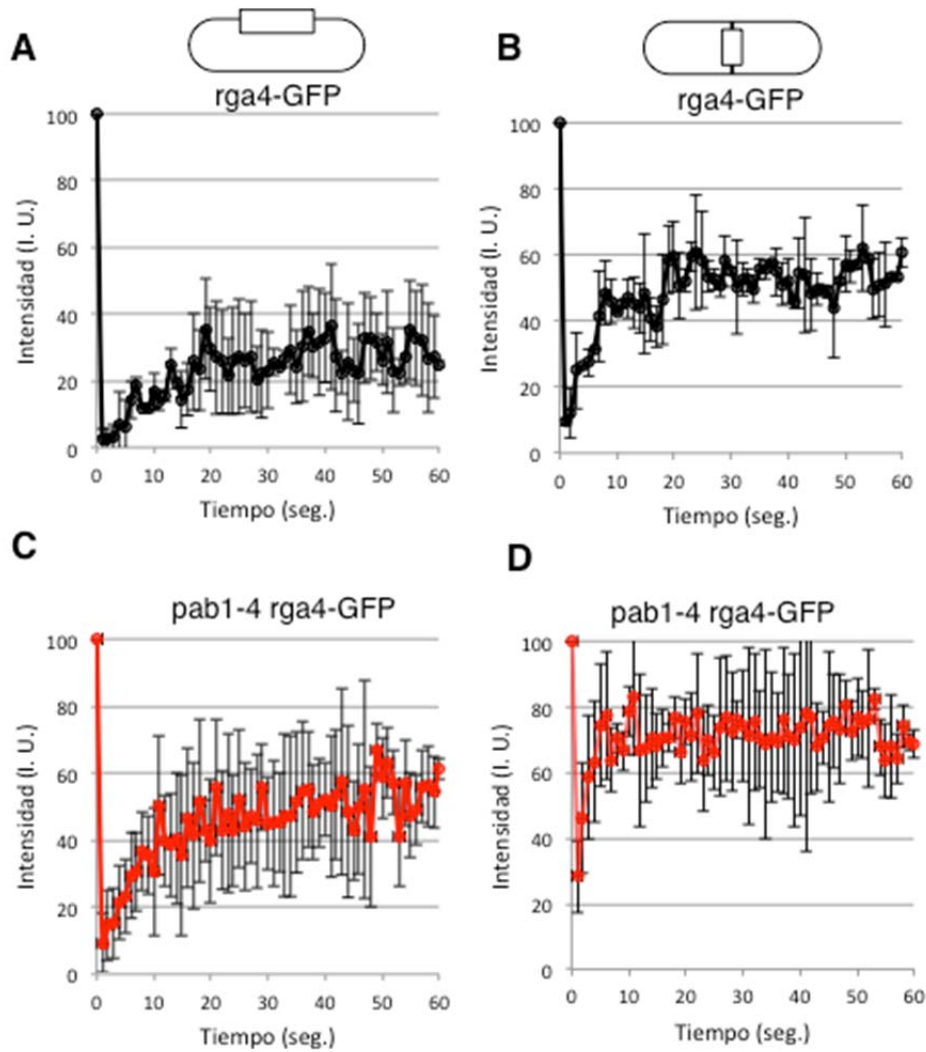 A
B
rga4-GFP
rga4-GFP
100
80
60
40
20
0
Intensidad (I. U.)
0 10 20 30 40 50 60
Tiempo (seg.)
100
80
60
40
20
0
Intensidad (I. U.)
0 10 20 30 40 50 60
Tiempo (seg.)
C
D
pab1-4 rga4-GFP
pab1-4 rga4-GFP
100
80
60
40
20
0
Intensidad (I. U.)
0 10 20 30 40 50 60
Tiempo (seg.)
100
80
60
40
20
0
Intensidad (I. U.)
0 10 20 30 40 50 60
Tiempo (seg.)